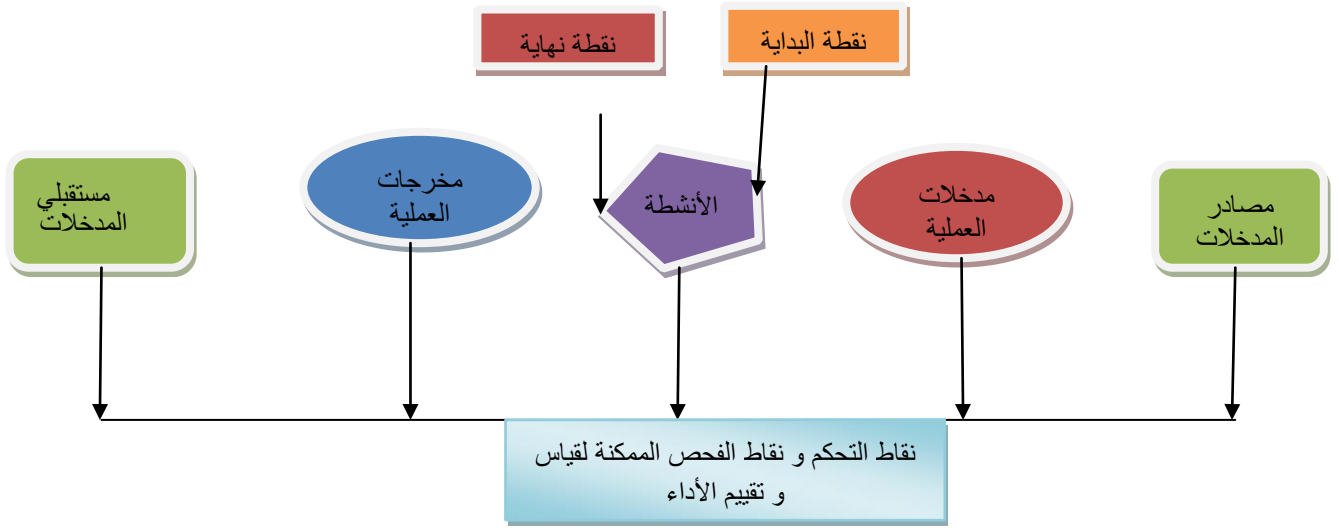 نقطة البداية
نقطة نهاية
مصادر
المدخلات
مدخلات
العملية
الأنشطة
مخرجات
العملية
مستقبلي
المدخلات
نقاط التحكم و نقاط الفحص الممكنة لقياس
و تقييم الأداء